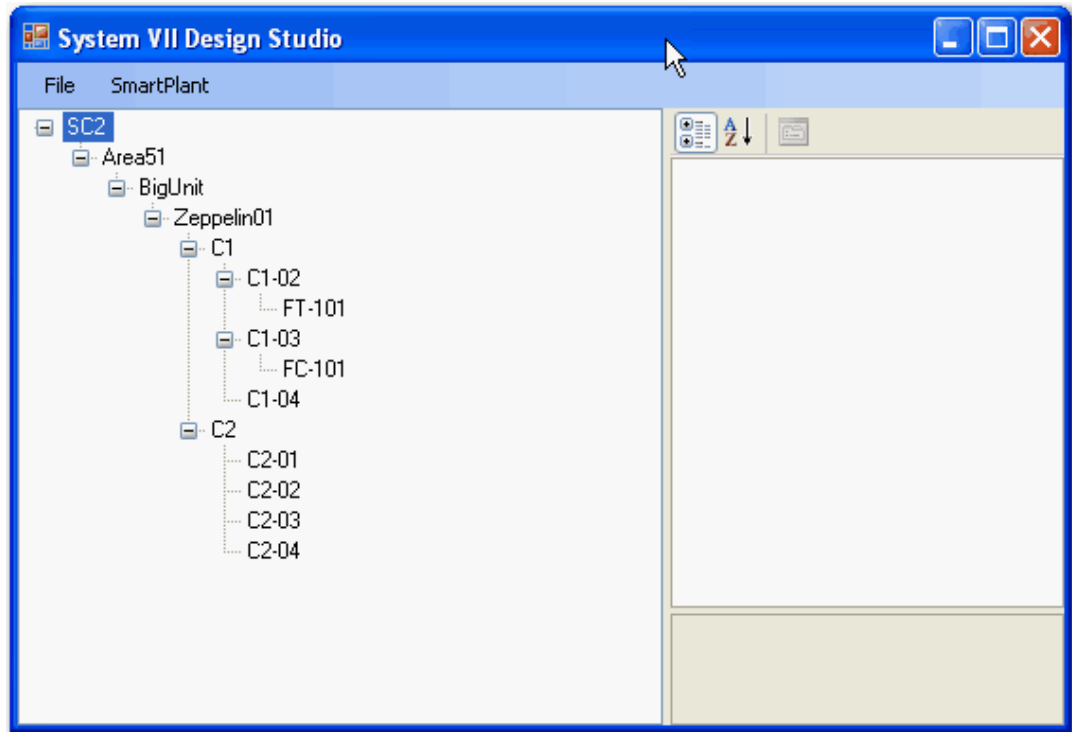 System VII Design Studio
File SmartPlant
SC2
Area51
BigUnit
Zeppelin01
C1
C1-02
FT-101
C1-03
FC-101
C1-04
C2
C2-01
C2-02
C2-03
C2-04
A
Z